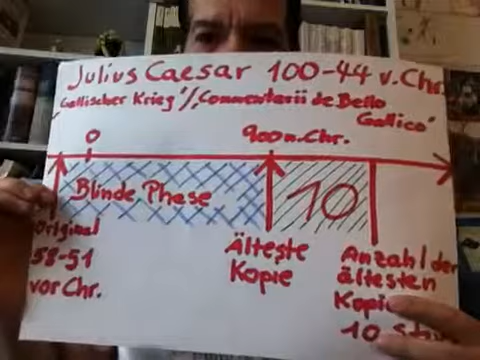 Julius Caesar 100-44 v. Chr.
"Gallischer Krieg"/"Commentarii de Bello
Gallico"
0
900 n. Chr.
Blinde Phase
10
Original
58-51
vor Chr.
Älteste
Kopie
Anzahl der
ältesten
10